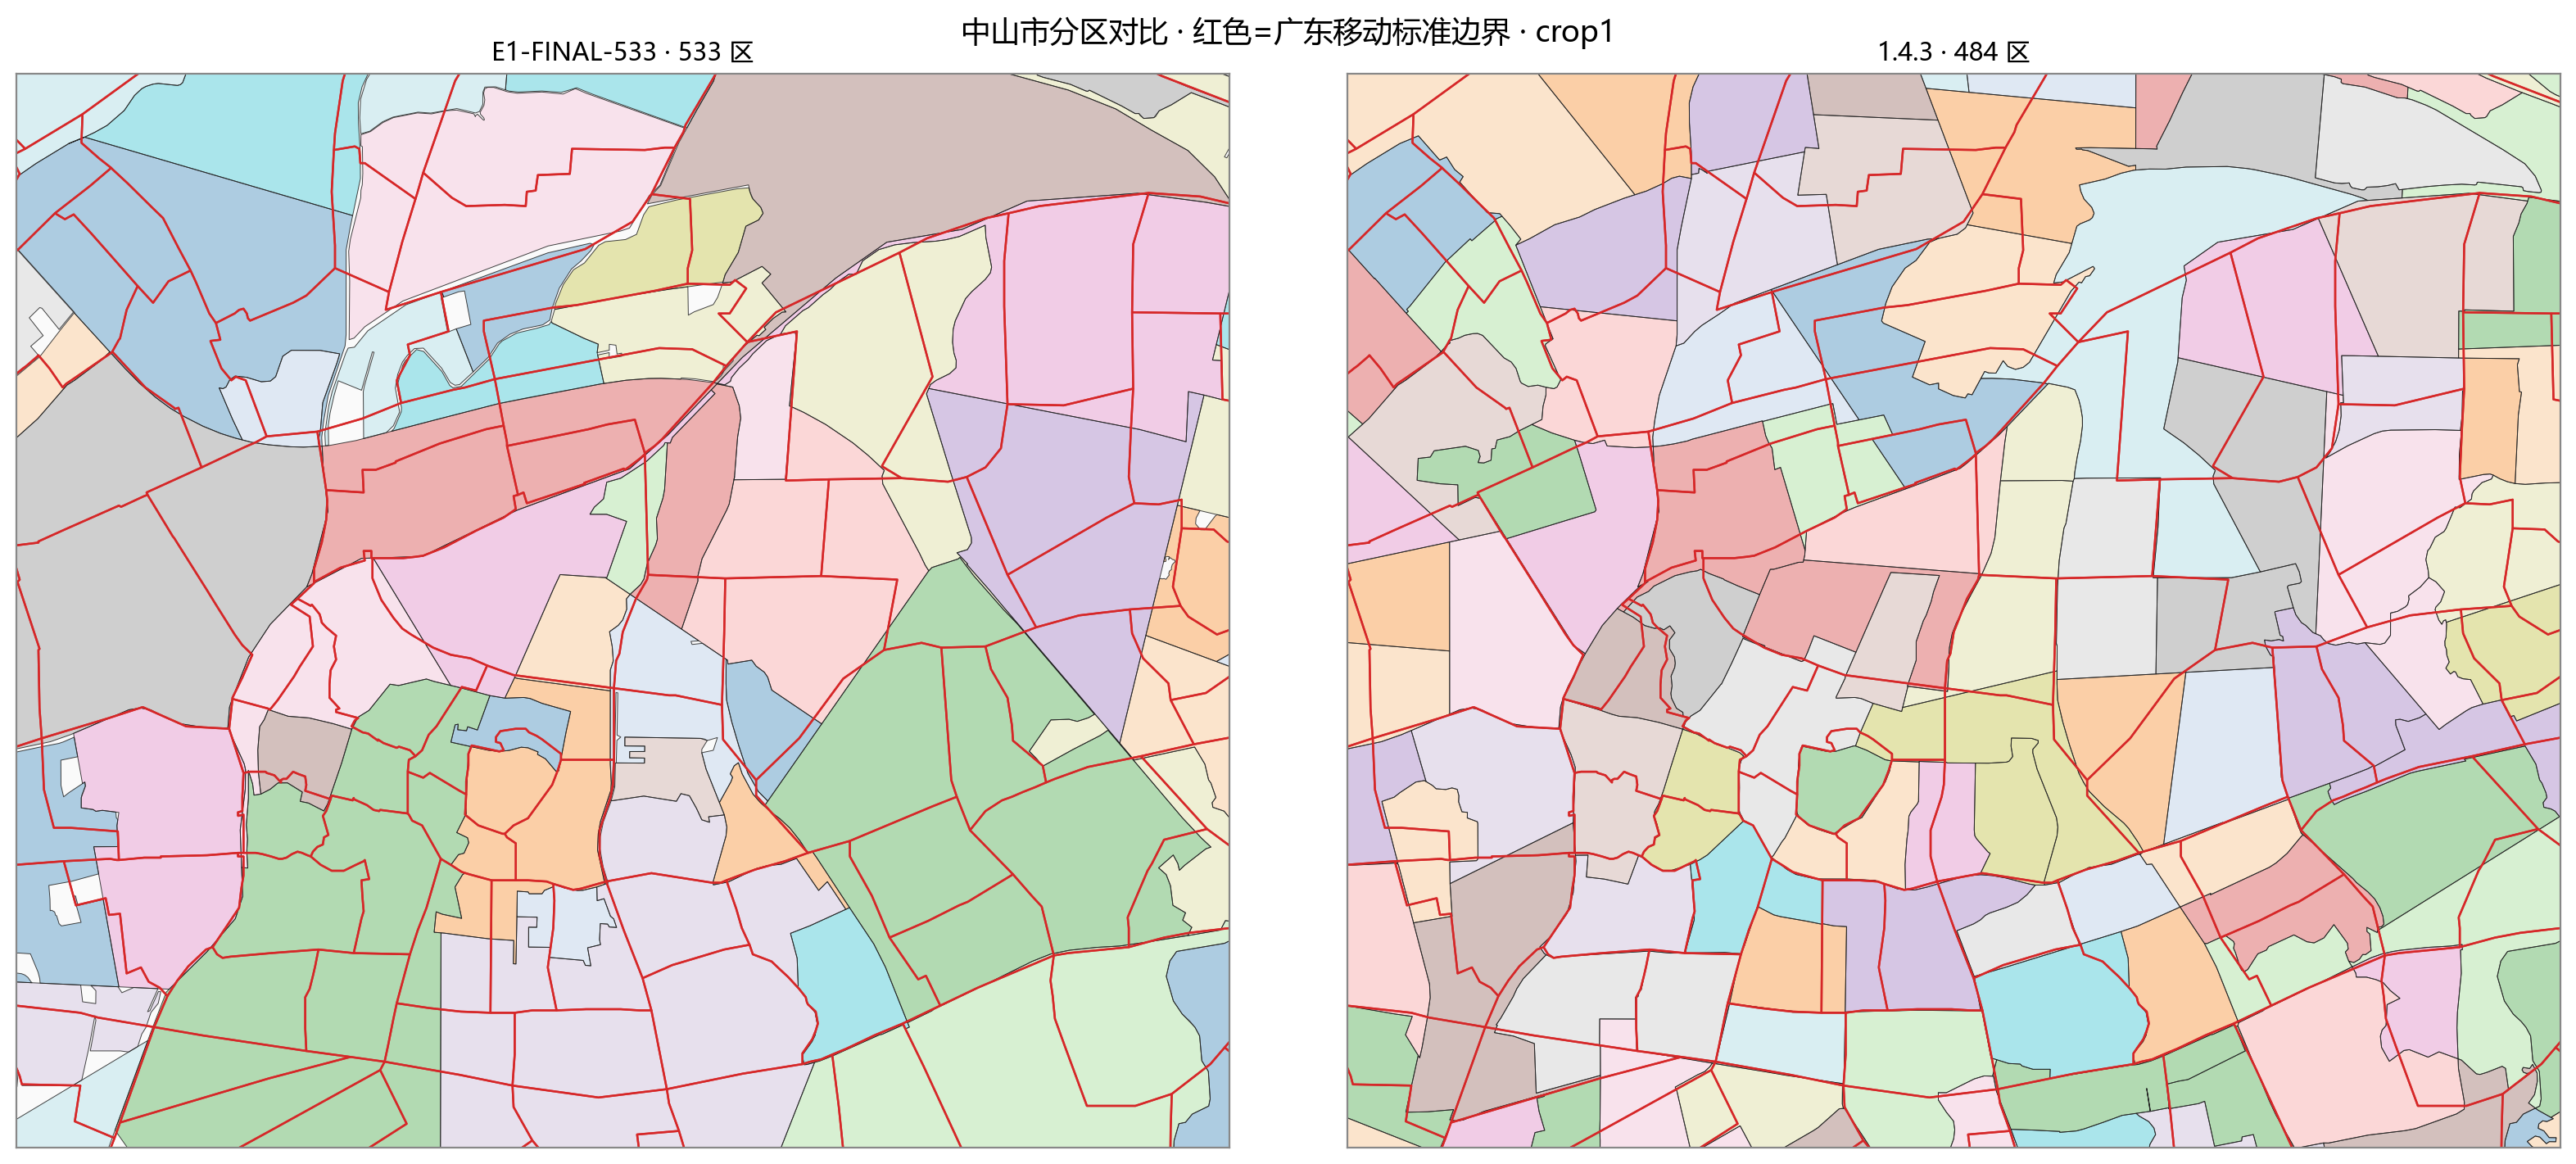 中山市分区对比 · 红色=广东移动标准边界 · crop1
E1-FINAL-533 · 533 区
1.4.3 · 484 区